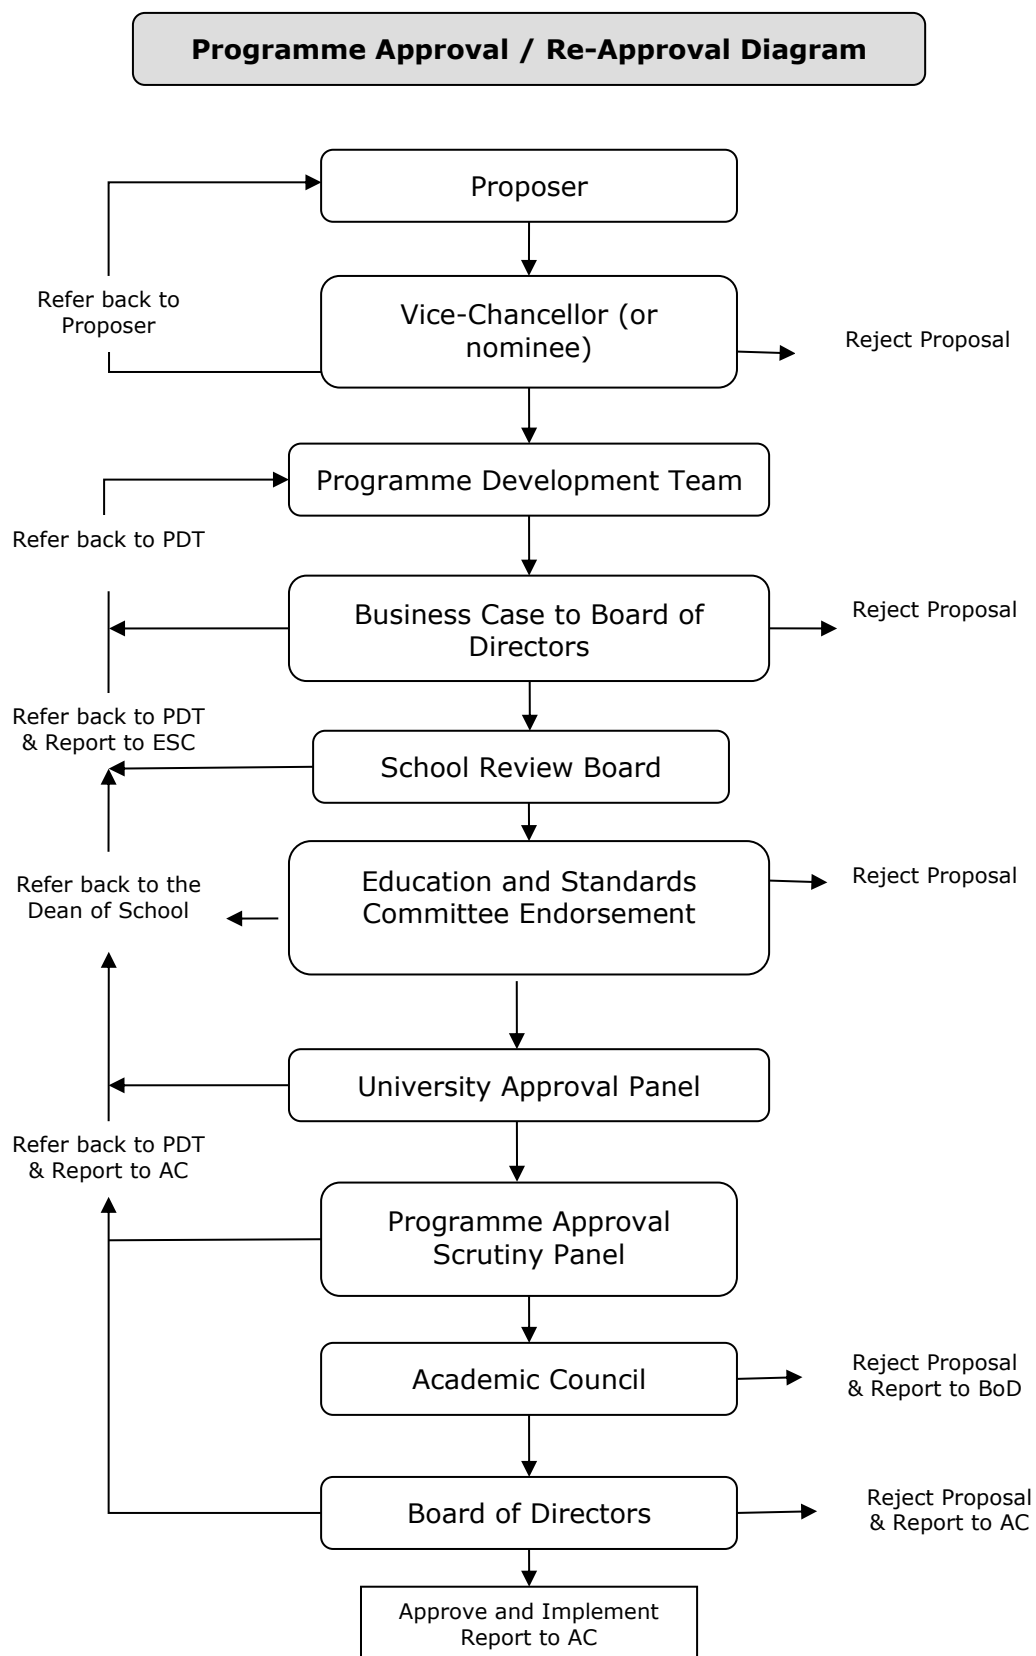 Programme Approval / Re-Approval Diagram
Proposer
Refer back to
Proposer
Vice-Chancellor (or
nominee)
Reject Proposal
Programme Development Team
Refer back to PDT
Business Case to Board of
Directors
Reject Proposal
Refer back to PDT
& Report to ESC
School Review Board
Refer back to the
Dean of School
Education and Standards
Committee Endorsement
Reject Proposal
University Approval Panel
Refer back to PDT
& Report to AC
Programme Approval
Scrutiny Panel
Academic Council
Reject Proposal
& Report to BoD
Board of Directors
Reject Proposal
& Report to AC
Approve and Implement
Report to AC